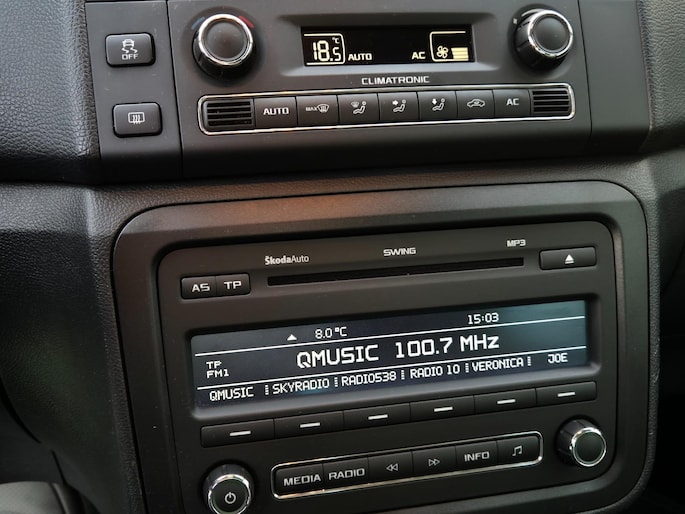 OFF
18.5 °C AUTO AC
CLIMATRONIC
AUTO MAX AC
ŠkodaAuto SWING MP3
AS TP
8.0 °C 15:03
TP
FM1
QMUSIC 100.7 MHz
QMUSIC SKYRADIO RADIO538 RADIO 10 VERONICA JOE
MEDIA RADIO INFO